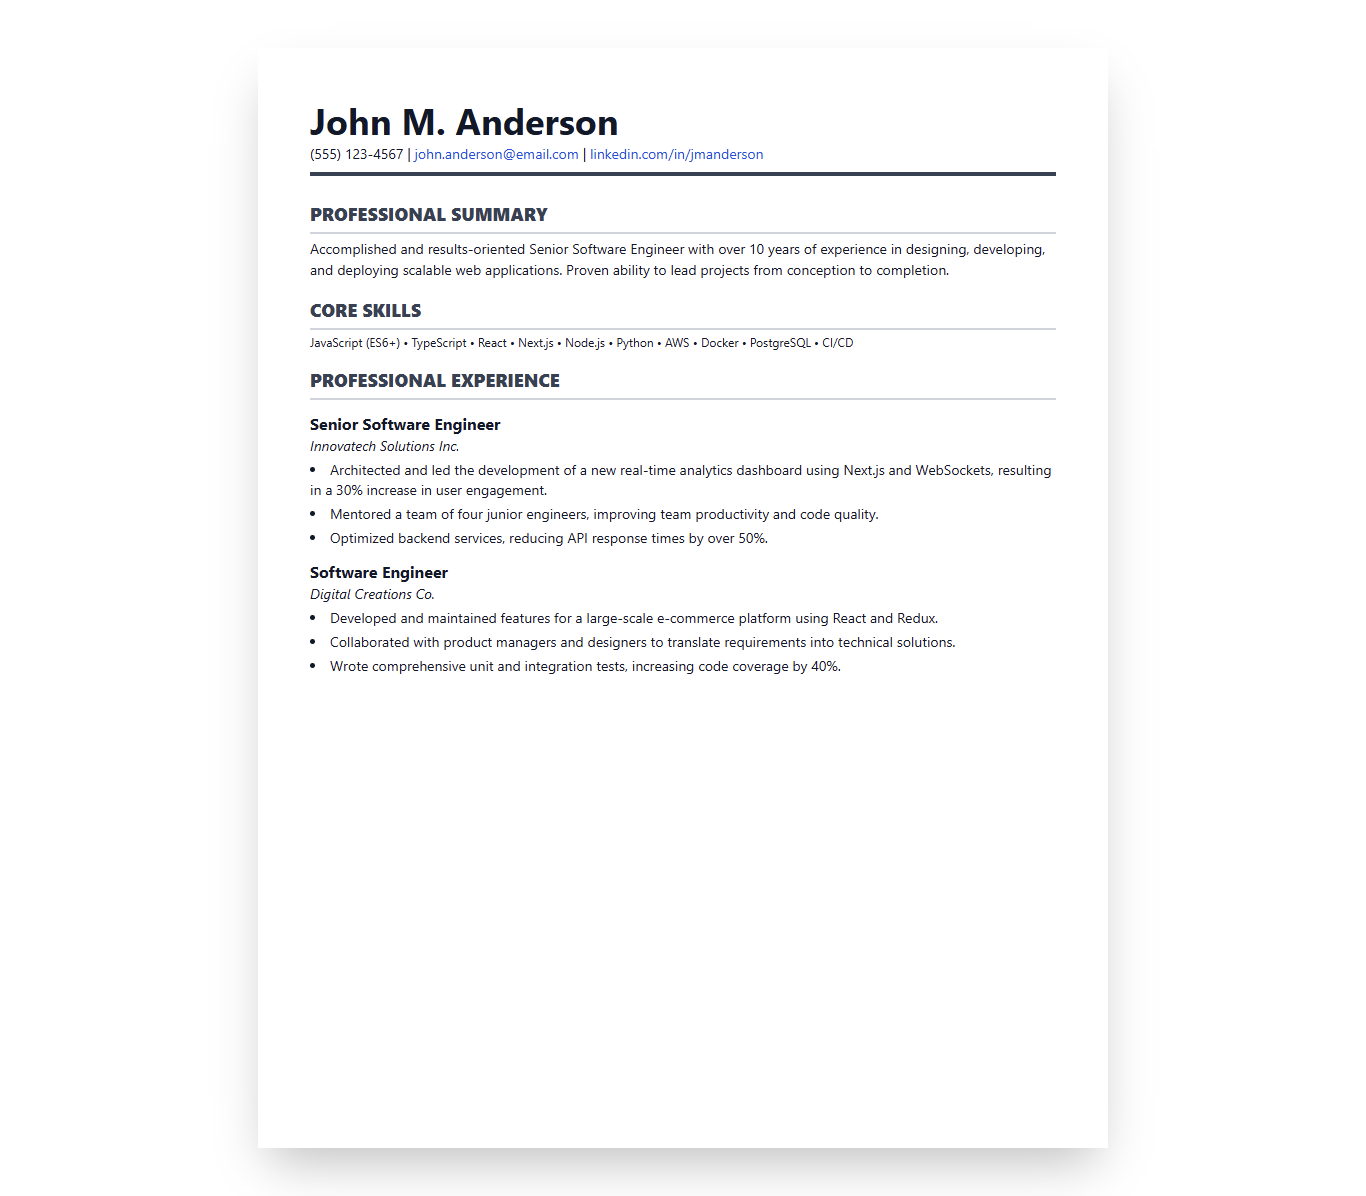 John M. Anderson
(555) 123-4567 | john.anderson@email.com | linkedin.com/in/jmanderson
PROFESSIONAL SUMMARY
Accomplished and results-oriented Senior Software Engineer with over 10 years of experience in designing, developing,
and deploying scalable web applications. Proven ability to lead projects from conception to completion.
CORE SKILLS
JavaScript (ES6+) • TypeScript • React • Next.js • Node.js • Python • AWS • Docker • PostgreSQL • CI/CD
PROFESSIONAL EXPERIENCE
Senior Software Engineer
Innovatech Solutions Inc.
• Architected and led the development of a new real-time analytics dashboard using Next.js and WebSockets, resulting
in a 30% increase in user engagement.
• Mentored a team of four junior engineers, improving team productivity and code quality.
• Optimized backend services, reducing API response times by over 50%.
Software Engineer
Digital Creations Co.
• Developed and maintained features for a large-scale e-commerce platform using React and Redux.
• Collaborated with product managers and designers to translate requirements into technical solutions.
• Wrote comprehensive unit and integration tests, increasing code coverage by 40%.